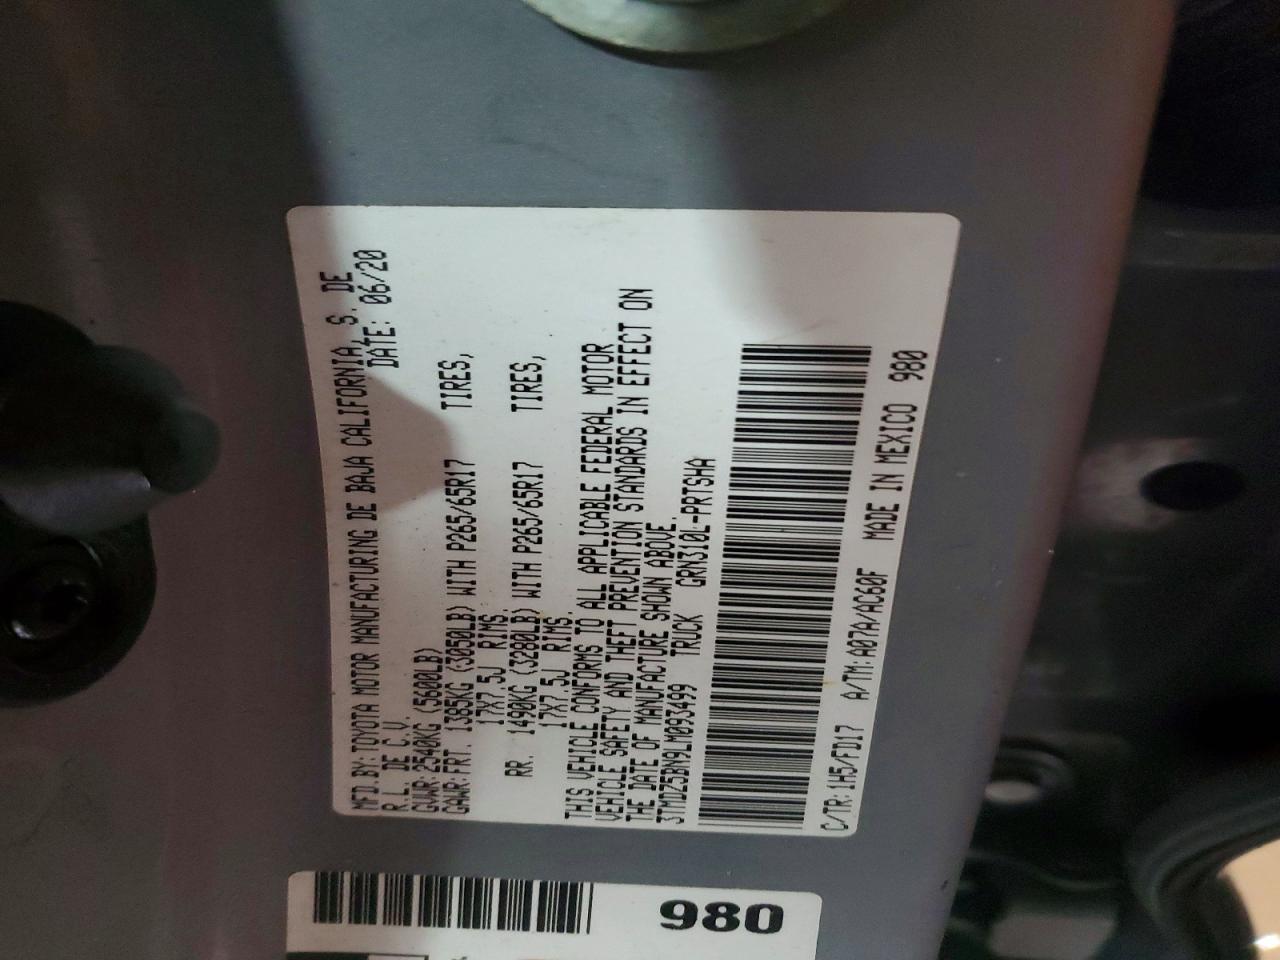 MFD.BY:TOYOTA MOTOR MANUFACTURING DE BAJA CALIFORNIA, S. DE
R.L. DE C.V. DATE: 06/20
GVWR:2540KG (5600LB)
GAWR:FRT. 1385KG (3050LB) WITH P265/65R17 TIRES,
17X7.5J RIMS
RR. 1490KG (3280LB) WITH P265/65R17 TIRES,
17X7.5J RIMS.
THIS VEHICLE CONFORMS TO ALL APPLICABLE FEDERAL MOTOR
VEHICLE SAFETY AND THEFT PREVENTION STANDARDS IN EFFECT ON
THE DATE OF MANUFACTURE SHOWN ABOVE.
3TMDZ5BN9LM093499 TRUCK GRN310L-PRTSHA
C/TR:1H5/FD17 A/TM:A07A/AC60F MADE IN MEXICO 980
980